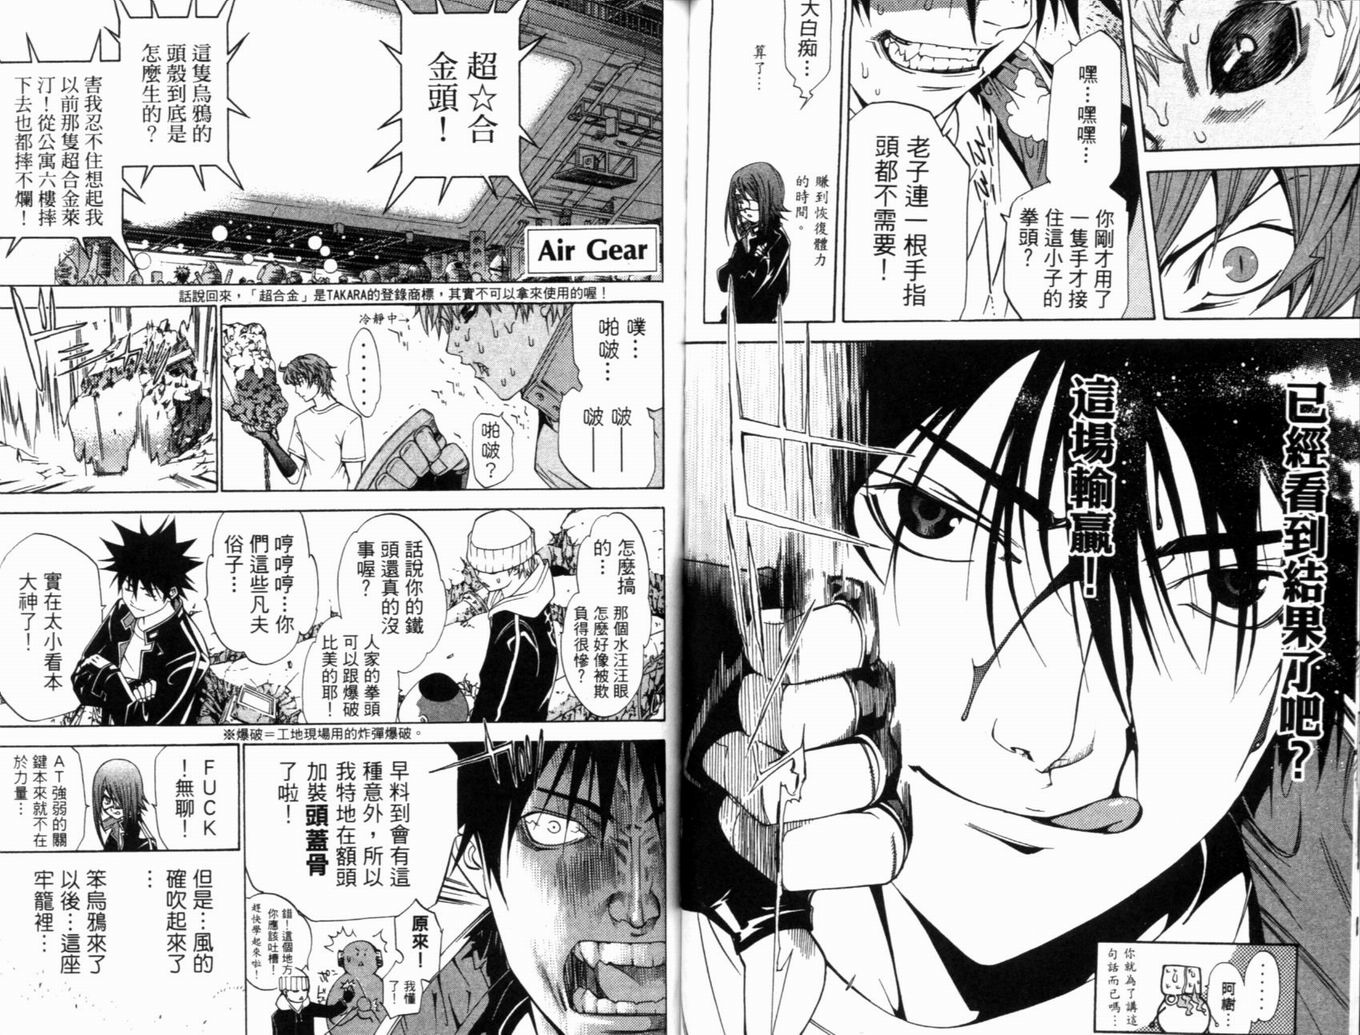 嘿…嘿嘿…
你剛才用了
一隻手才接
住這小子的
拳頭？
老子連一根手指
頭都不需要！
大白痴…
算了…
賺到恢復體力
的時間。
已經看到結果了吧？
這場輸贏！
………
阿樹…
你就為了講這
句話而已嗎…
超☆合
金頭！
這隻烏鴉的
頭殼到底是
怎麼生的？
害我忍不住想起我
以前那隻超合金萊
汀！從公寓六樓摔
下去也都摔不爛！
Air Gear
話說回來，「超合金」是TAKARA的登錄商標，其實不可以拿來使用的喔！
噗…
啪啵…
啵——
啵——
啪啵？
冷靜中→
……
怎麼搞
的…
那個水汪汪眼
怎麼好像被欺
負得很慘？
話說你的鐵
頭還真的沒
事喔？
人家的拳頭
可以跟爆破
比美的耶！
哼哼哼…你
們這些凡夫
俗子…
實在太小看本
大神了！
※爆破＝工地現場用的炸彈爆破。
早料到會有這
種意外，所以
我特地在額頭
加裝頭蓋骨
了啦！
原來！
我懂
了！
錯！這個地方
你應該吐槽！
趕快學起來啦！
FUCK
！無聊！
AT強弱的關
鍵本來就不在
於力量…
但是…風的
確吹起來了
…
笨烏鴉來了
以後…這座
牢籠裡…